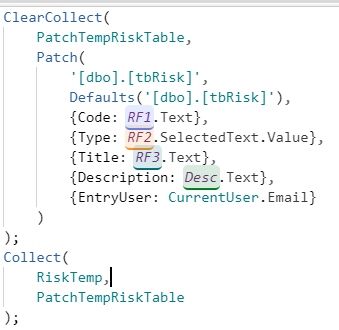 ClearCollect(
PatchTempRiskTable,
Patch(
'[dbo].[tbRisk]',
Defaults('[dbo].[tbRisk]'),
{Code: RF1.Text},
{Type: RF2.SelectedText.Value},
{Title: RF3.Text},
{Description: Desc.Text},
{EntryUser: CurrentUser.Email}
)
);
Collect(
RiskTemp,
PatchTempRiskTable
);